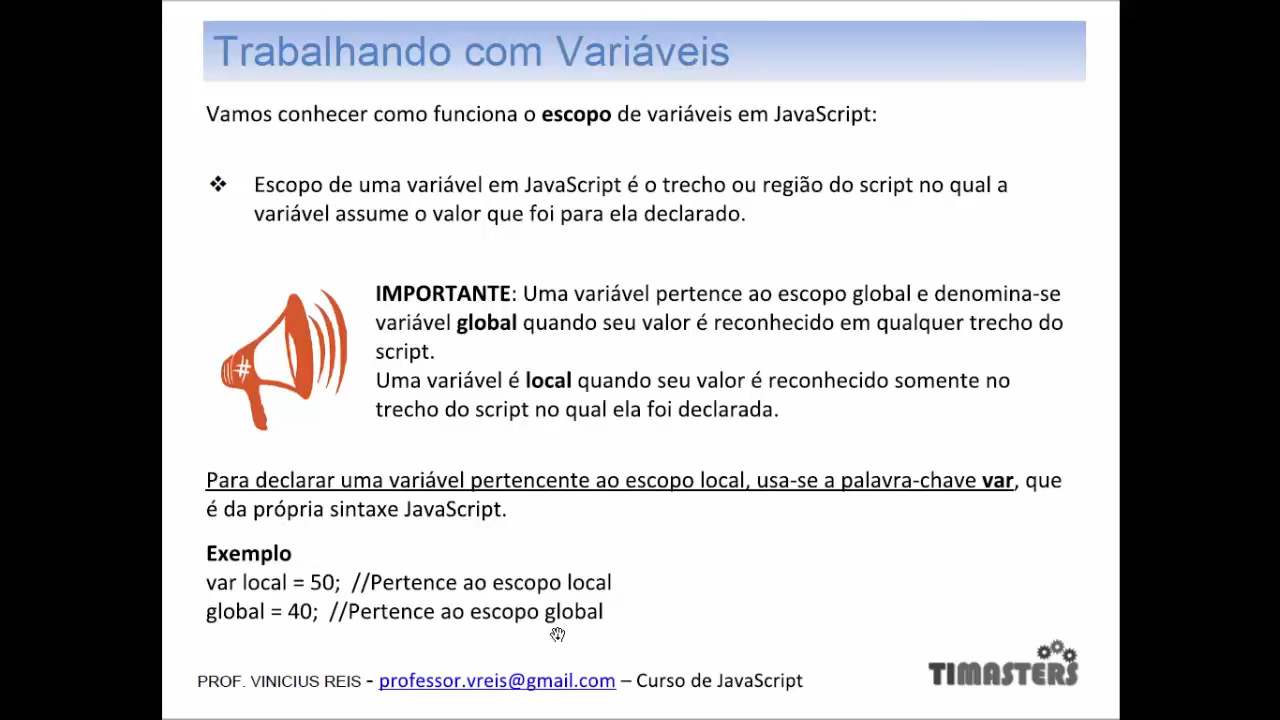 Trabalhando com Variáveis
Vamos conhecer como funciona o escopo de variáveis em JavaScript:
❖ Escopo de uma variável em JavaScript é o trecho ou região do script no qual a
variável assume o valor que foi para ela declarado.
#
IMPORTANTE: Uma variável pertence ao escopo global e denomina-se
variável global quando seu valor é reconhecido em qualquer trecho do
script.
Uma variável é local quando seu valor é reconhecido somente no
trecho do script no qual ela foi declarada.
Para declarar uma variável pertencente ao escopo local, usa-se a palavra-chave var, que
é da própria sintaxe JavaScript.
Exemplo
var local = 50;  //Pertence ao escopo local
global = 40;  //Pertence ao escopo global
PROF. VINICIUS REIS - professor.vreis@gmail.com – Curso de JavaScript
TIMASTERS